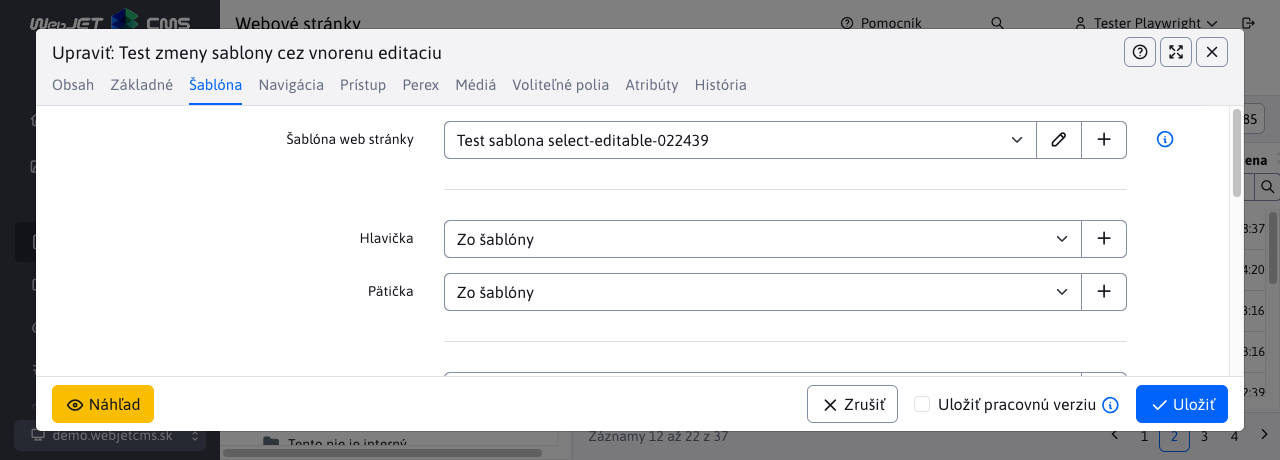 WebJET CMS
Webové stránky
Pomocník
Tester Playwright
Upraviť: Test zmeny sablony cez vnorenu editaciu
Obsah Základné Šablóna Navigácia Prístup Perex Médiá Voliteľné polia Atribúty História
Šablóna web stránky
Test sablona select-editable-022439
Hlavička
Zo šablóny
Pätička
Zo šablóny
85
ena
3:37
4:20
3:16
3:16
2:39
Náhľad
Zrušiť
Uložiť pracovnú verziu
Uložiť
demo.webjetcms.sk
Tento nie je interný
Záznamy 12 až 22 z 37
1 2 3 4